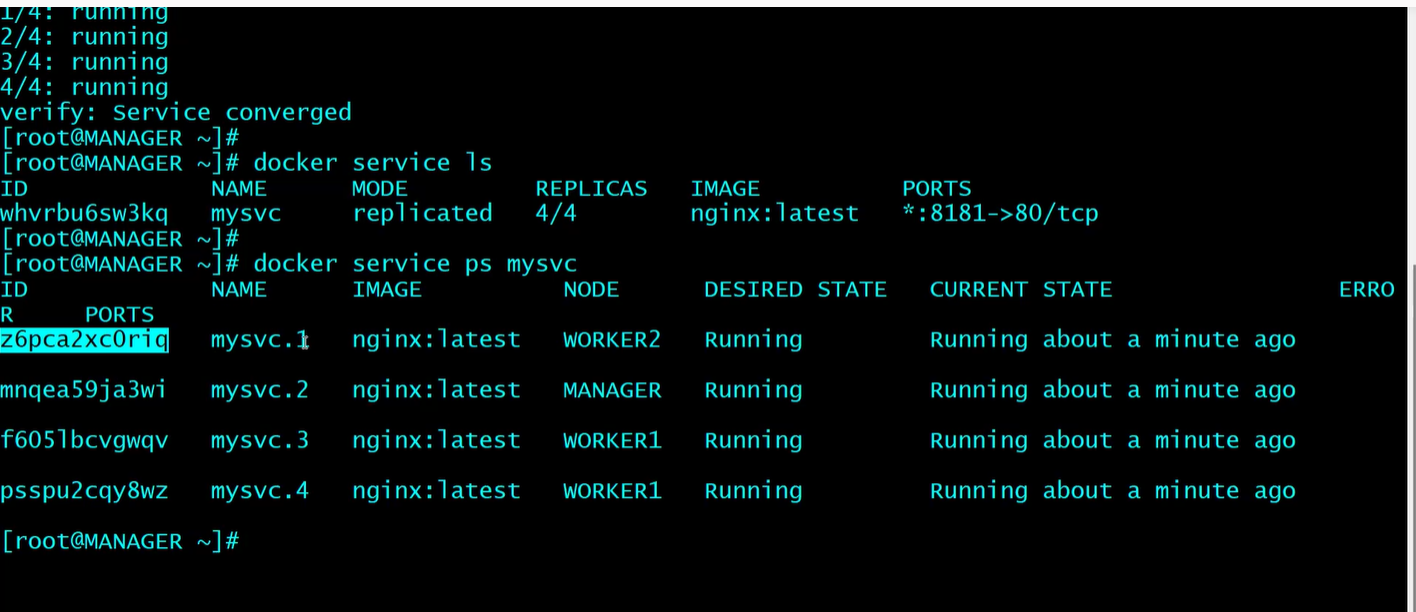 1/4: running
2/4: running
3/4: running
4/4: running
verify: Service converged
[root@MANAGER ~]#
[root@MANAGER ~]# docker service ls
ID NAME MODE REPLICAS IMAGE PORTS
whvrbu6sw3kq mysvc replicated 4/4 nginx:latest *:8181->80/tcp
[root@MANAGER ~]#
[root@MANAGER ~]# docker service ps mysvc
ID NAME IMAGE NODE DESIRED STATE CURRENT STATE ERRO
R PORTS
z6pca2xc0riq mysvc.1 nginx:latest WORKER2 Running Running about a minute ago
mnqea59ja3wi mysvc.2 nginx:latest MANAGER Running Running about a minute ago
f605lbcvgwqv mysvc.3 nginx:latest WORKER1 Running Running about a minute ago
psspu2cqy8wz mysvc.4 nginx:latest WORKER1 Running Running about a minute ago
[root@MANAGER ~]#